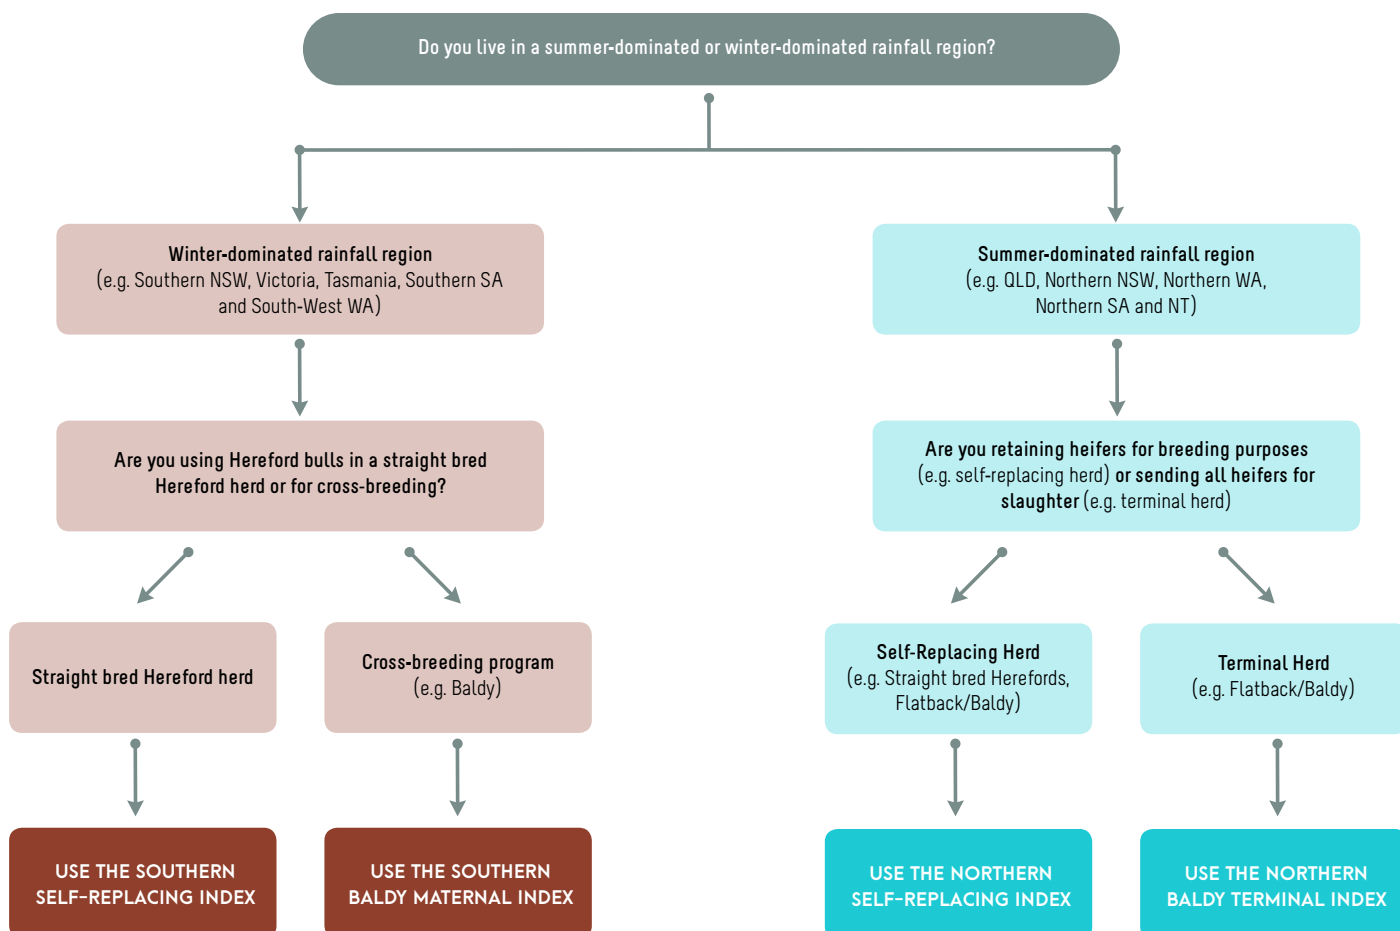 Do you live in a summer-dominated or winter-dominated rainfall region?
Winter-dominated rainfall region
(e.g. Southern NSW, Victoria, Tasmania, Southern SA
and South-West WA)
Summer-dominated rainfall region
(e.g. QLD, Northern NSW, Northern WA,
Northern SA and NT)
Are you using Hereford bulls in a straight bred
Hereford herd or for cross-breeding?
Are you retaining heifers for breeding purposes
(e.g. self-replacing herd) or sending all heifers for
slaughter (e.g. terminal herd)
Straight bred Hereford herd
Cross-breeding program
(e.g. Baldy)
Self-Replacing Herd
(e.g. Straight bred Herefords,
Flatback/Baldy)
Terminal Herd
(e.g. Flatback/Baldy)
USE THE SOUTHERN
SELF-REPLACING INDEX
USE THE SOUTHERN
BALDY MATERNAL INDEX
USE THE NORTHERN
SELF-REPLACING INDEX
USE THE NORTHERN
BALDY TERMINAL INDEX